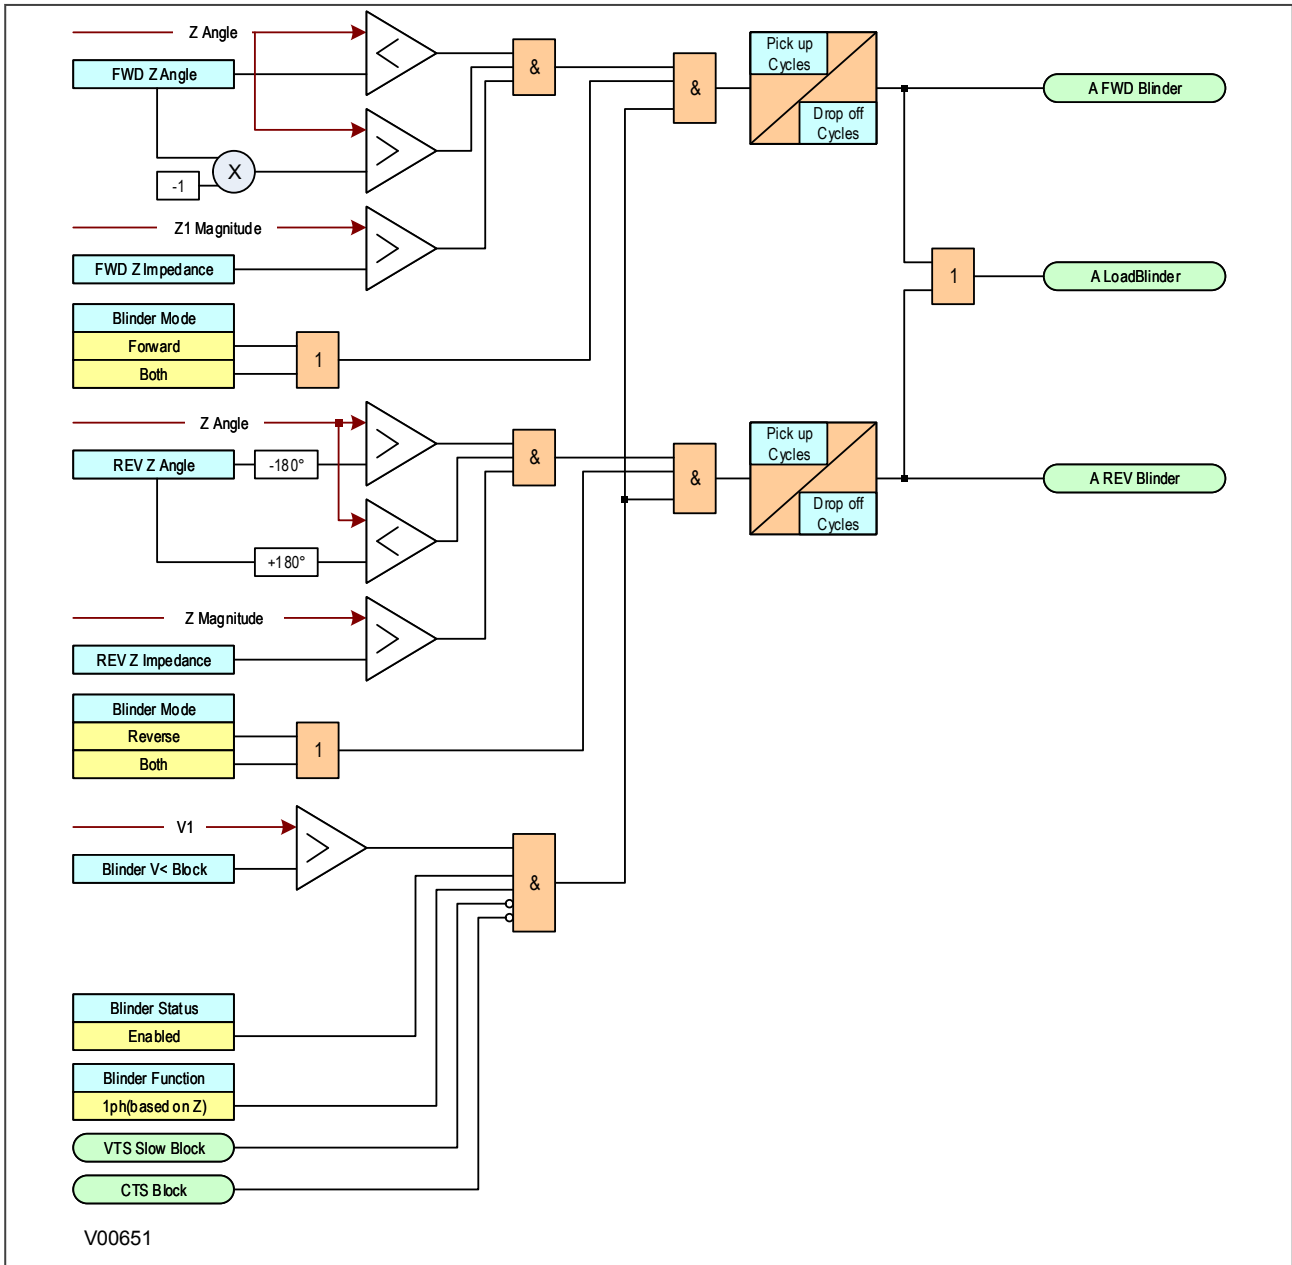 Z Angle
FWD Z Angle
X
-1
Z1 Magnitude
FWD Z Impedance
Blinder Mode
Forward
Both
1
&
&
Pick up
Cycles
Drop off
Cycles
A FWD Blinder
1
A LoadBlinder
Z Angle
REV Z Angle
-180°
+180°
Z Magnitude
REV Z Impedance
Blinder Mode
Reverse
Both
1
&
&
Pick up
Cycles
Drop off
Cycles
A REV Blinder
V1
Blinder V< Block
&
Blinder Status
Enabled
Blinder Function
1ph(based on Z)
VTS Slow Block
CTS Block
V00651